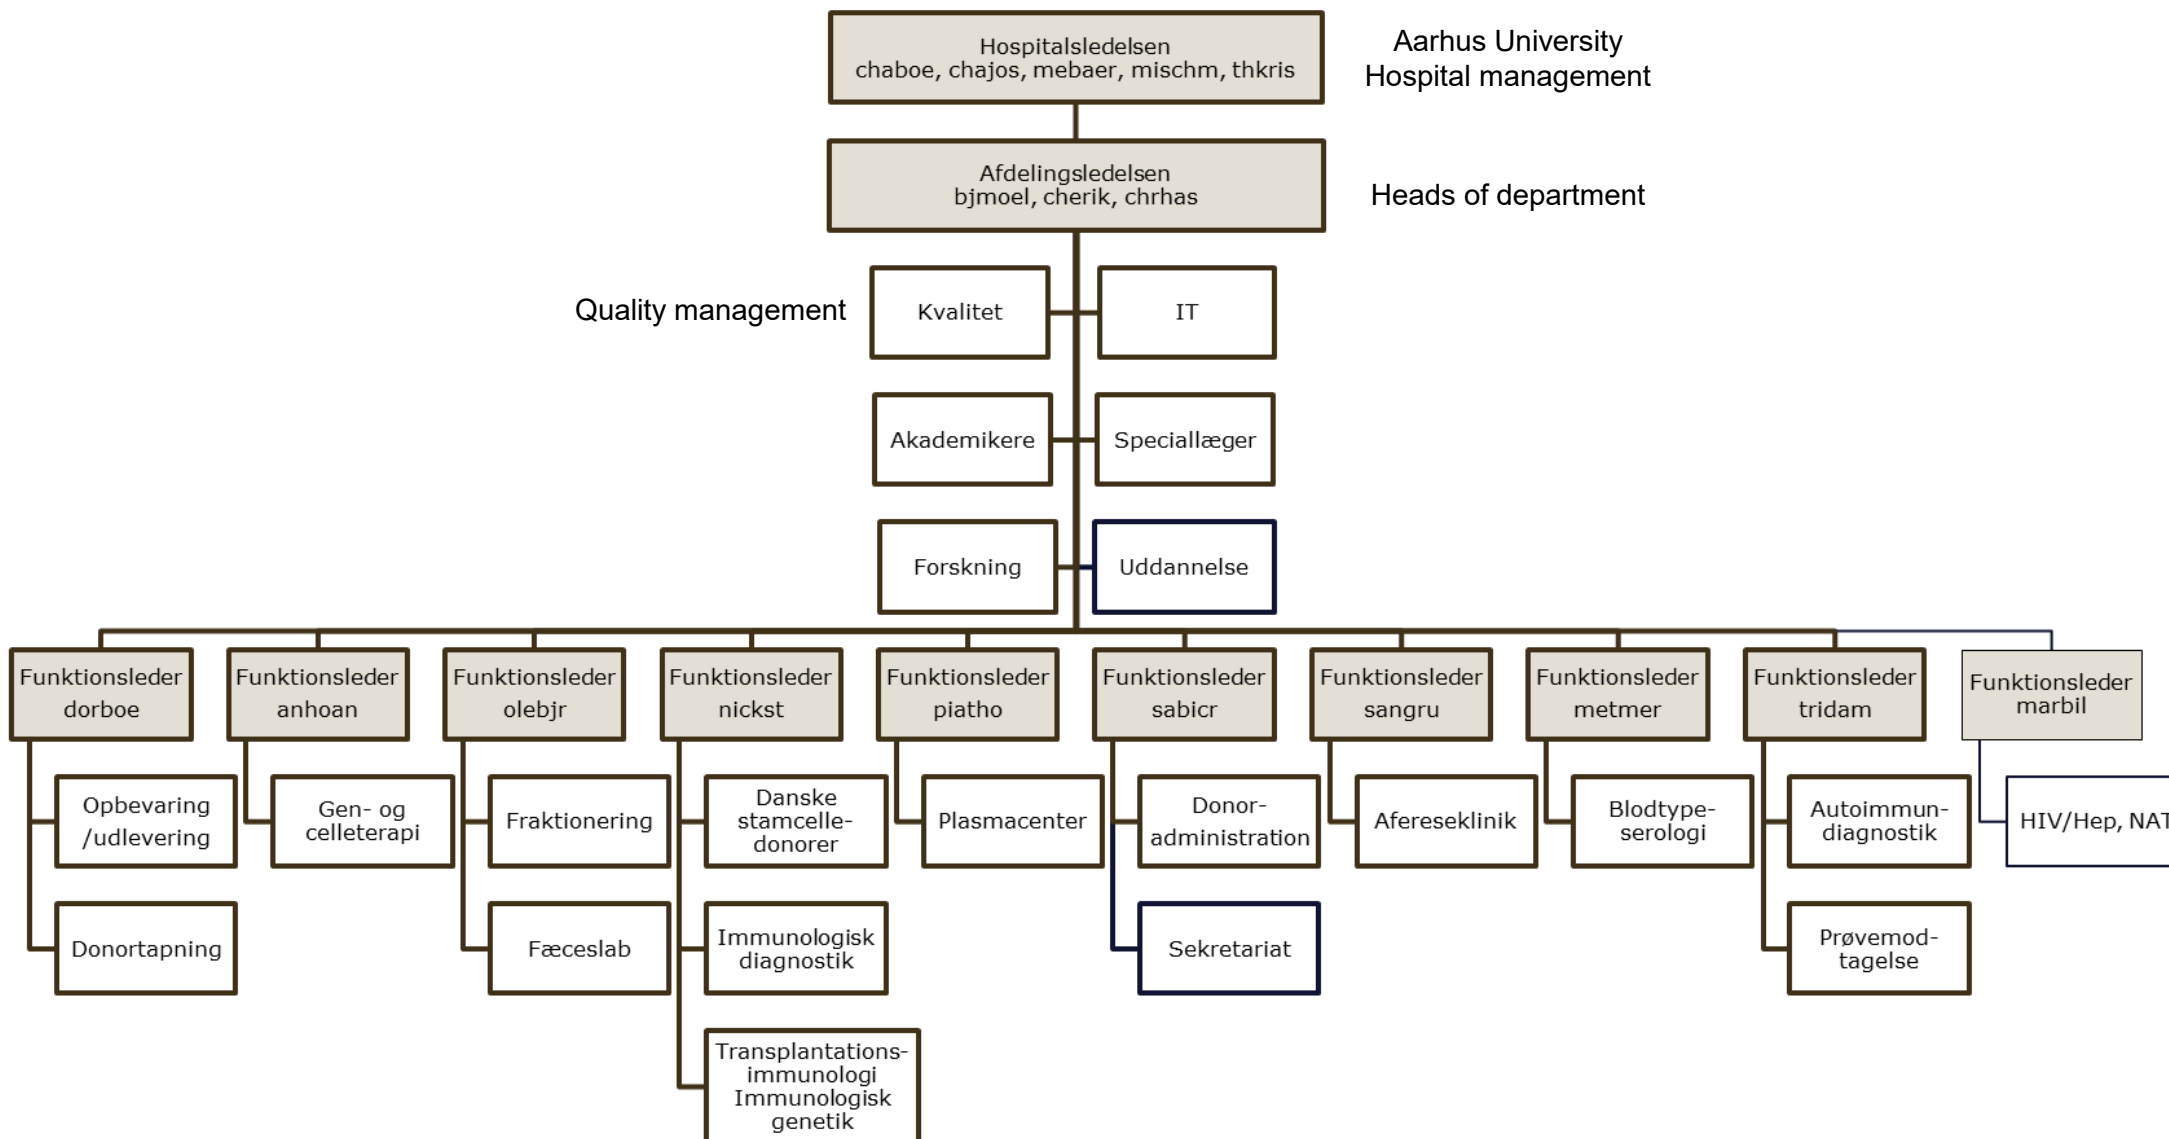 Hospitalsledelsen
chaboe, chajos, mebaer, mischm, thkris
Aarhus University
Hospital management
Afdelingsledelsen
bjmoel, cherik, chrhas
Heads of department
Quality management
Kvalitet
IT
Akademikere
Speciallæger
Forskning
Uddannelse
Funktionsleder
dorboe
Funktionsleder
anhoan
Funktionsleder
olebjr
Funktionsleder
nickst
Funktionsleder
piatho
Funktionsleder
sabicr
Funktionsleder
sangru
Funktionsleder
metmer
Funktionsleder
tridam
Funktionsleder
marbil
Opbevaring
/udlevering
Gen- og
celleterapi
Fraktionering
Danske
stamcelle-
donorer
Plasmacenter
Donor-
administration
Afereseklinik
Blodtype-
serologi
Autoimmun-
diagnostik
HIV/Hep, NAT
Donortapning
Fæceslab
Immunologisk
diagnostik
Sekretariat
Prøvemod-
tagelse
Transplantations-
immunologi
Immunologisk
genetik